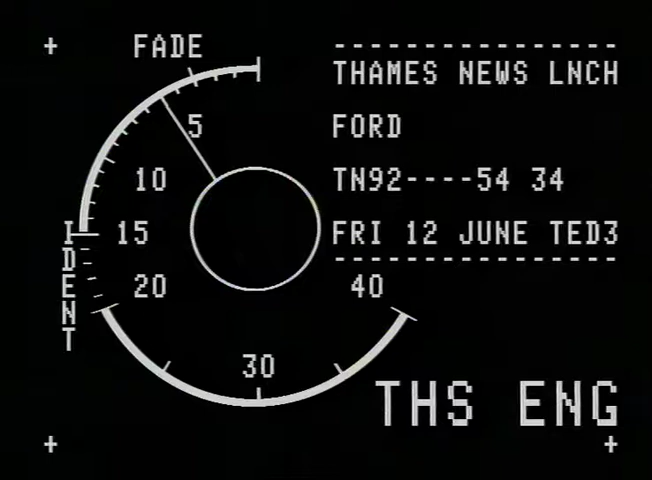 FADE
----------------
THAMES NEWS LNCH
FORD
TN92----54 34
FRI 12 JUNE TED3
----------------
5
10
15
20
30
40
IDENT
THS ENG